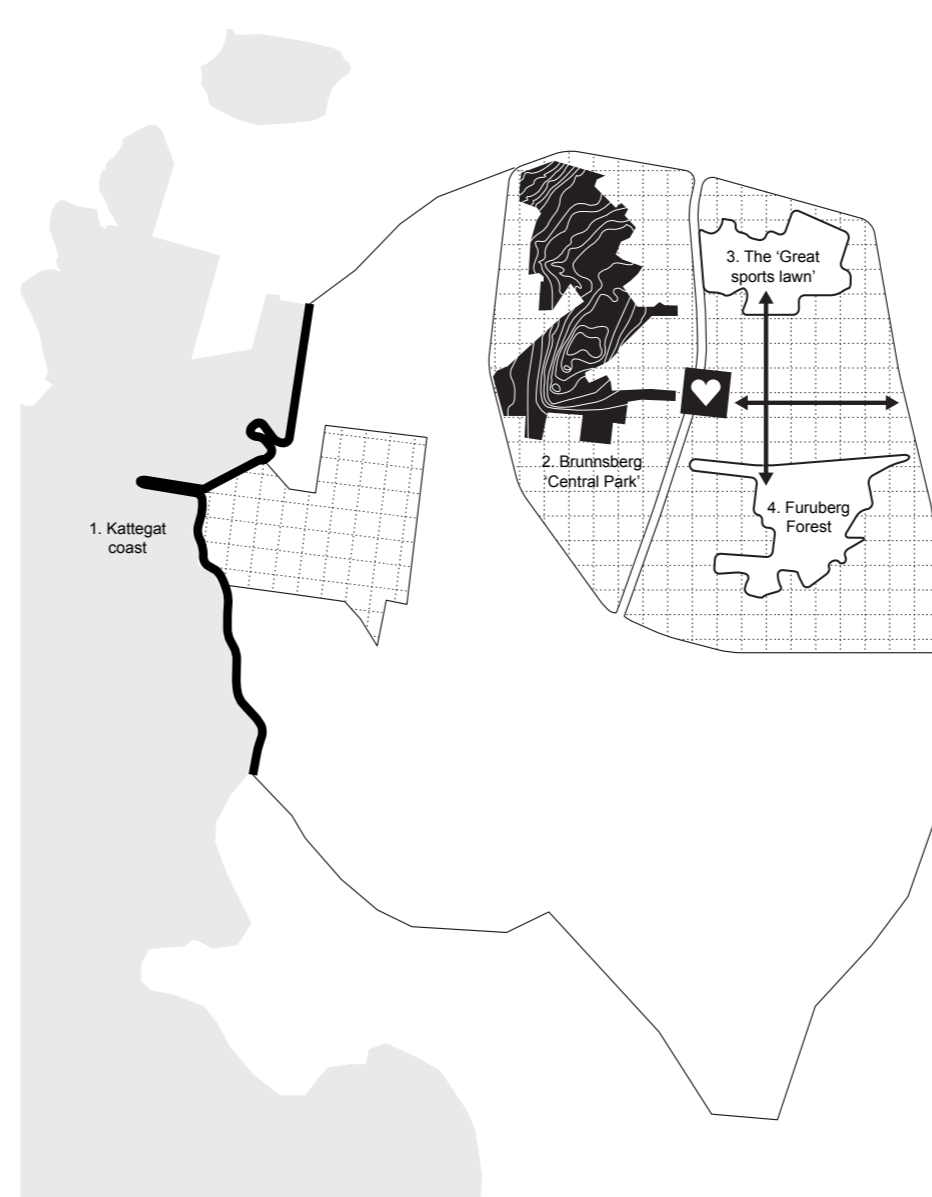 3. The ‘Great
sports lawn’
2. Brunnsberg
‘Central Park’
4. Furuberg
Forest
1. Kattegat
coast